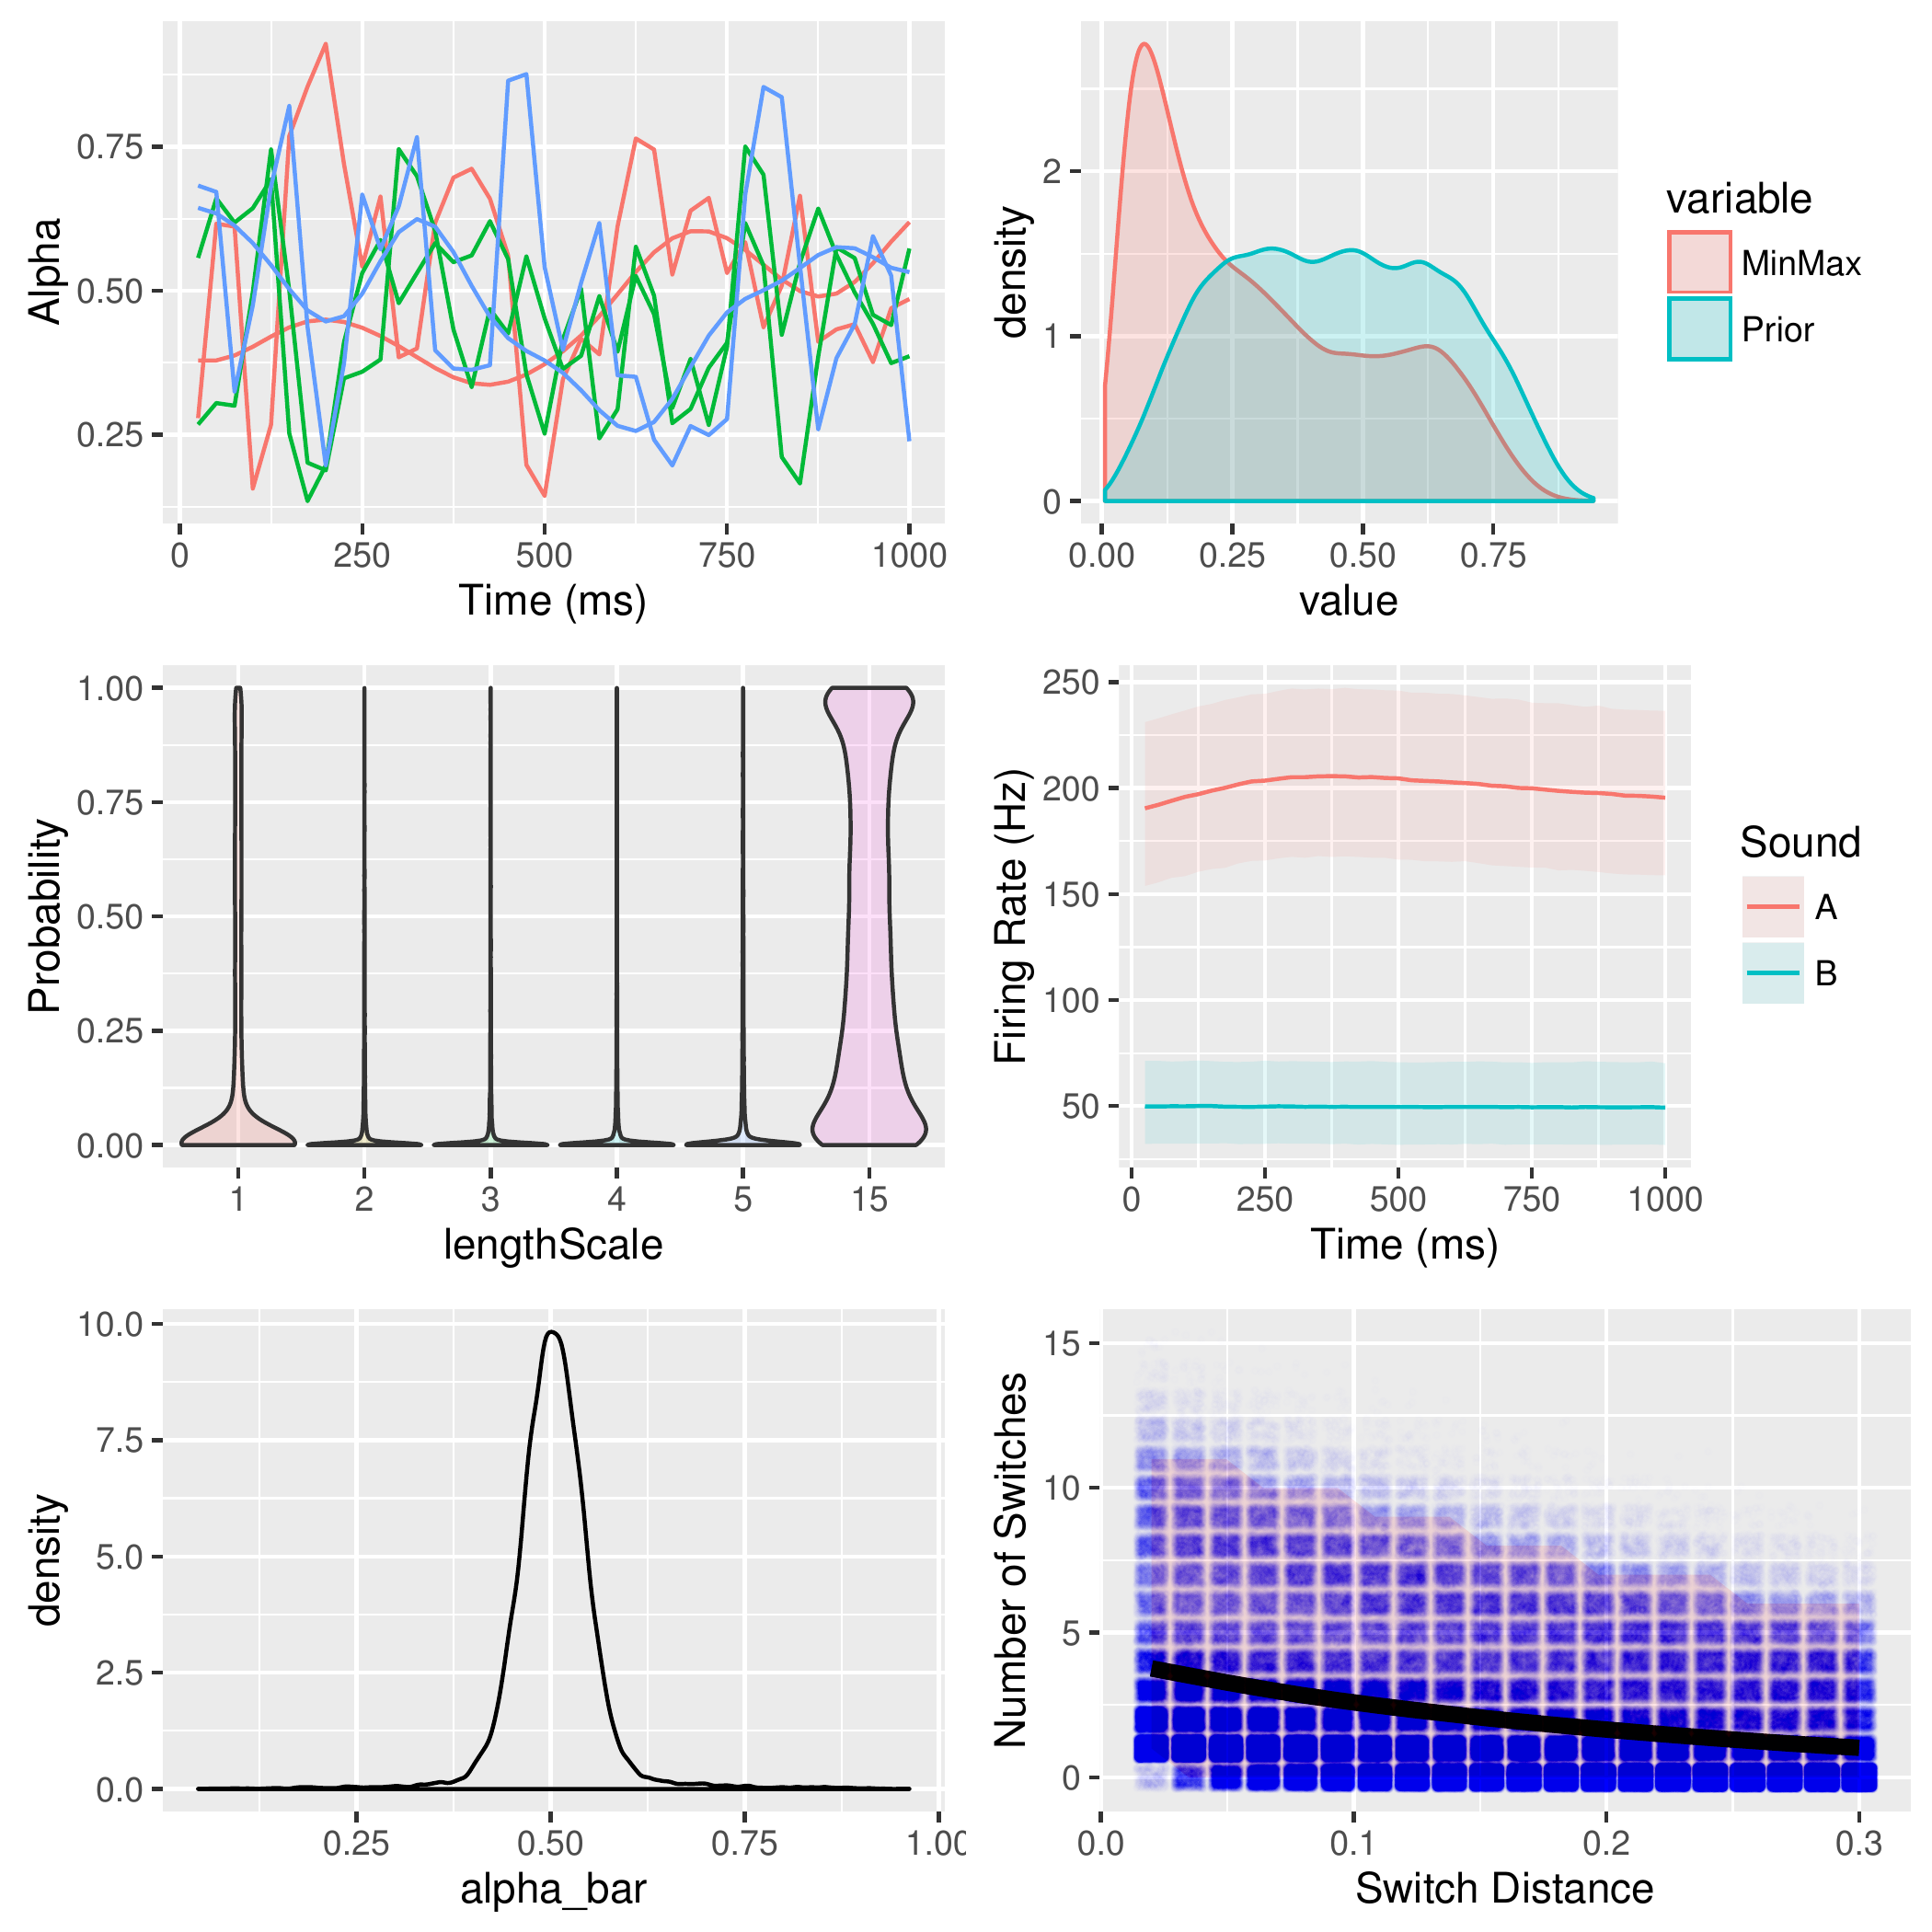 Alpha
0.75
0.50
0.25
0 250 500 750 1000
Time (ms)
density
2
1
0
0.00 0.25 0.50 0.75
value
variable
MinMax
Prior
Probability
1.00
0.75
0.50
0.25
0.00
1 2 3 4 5 15
lengthScale
Firing Rate (Hz)
250
200
150
100
50
0 250 500 750 1000
Time (ms)
Sound
A
B
density
10.0
7.5
5.0
2.5
0.0
0.25 0.50 0.75 1.00
alpha_bar
Number of Switches
15
10
5
0
0.0 0.1 0.2 0.3
Switch Distance